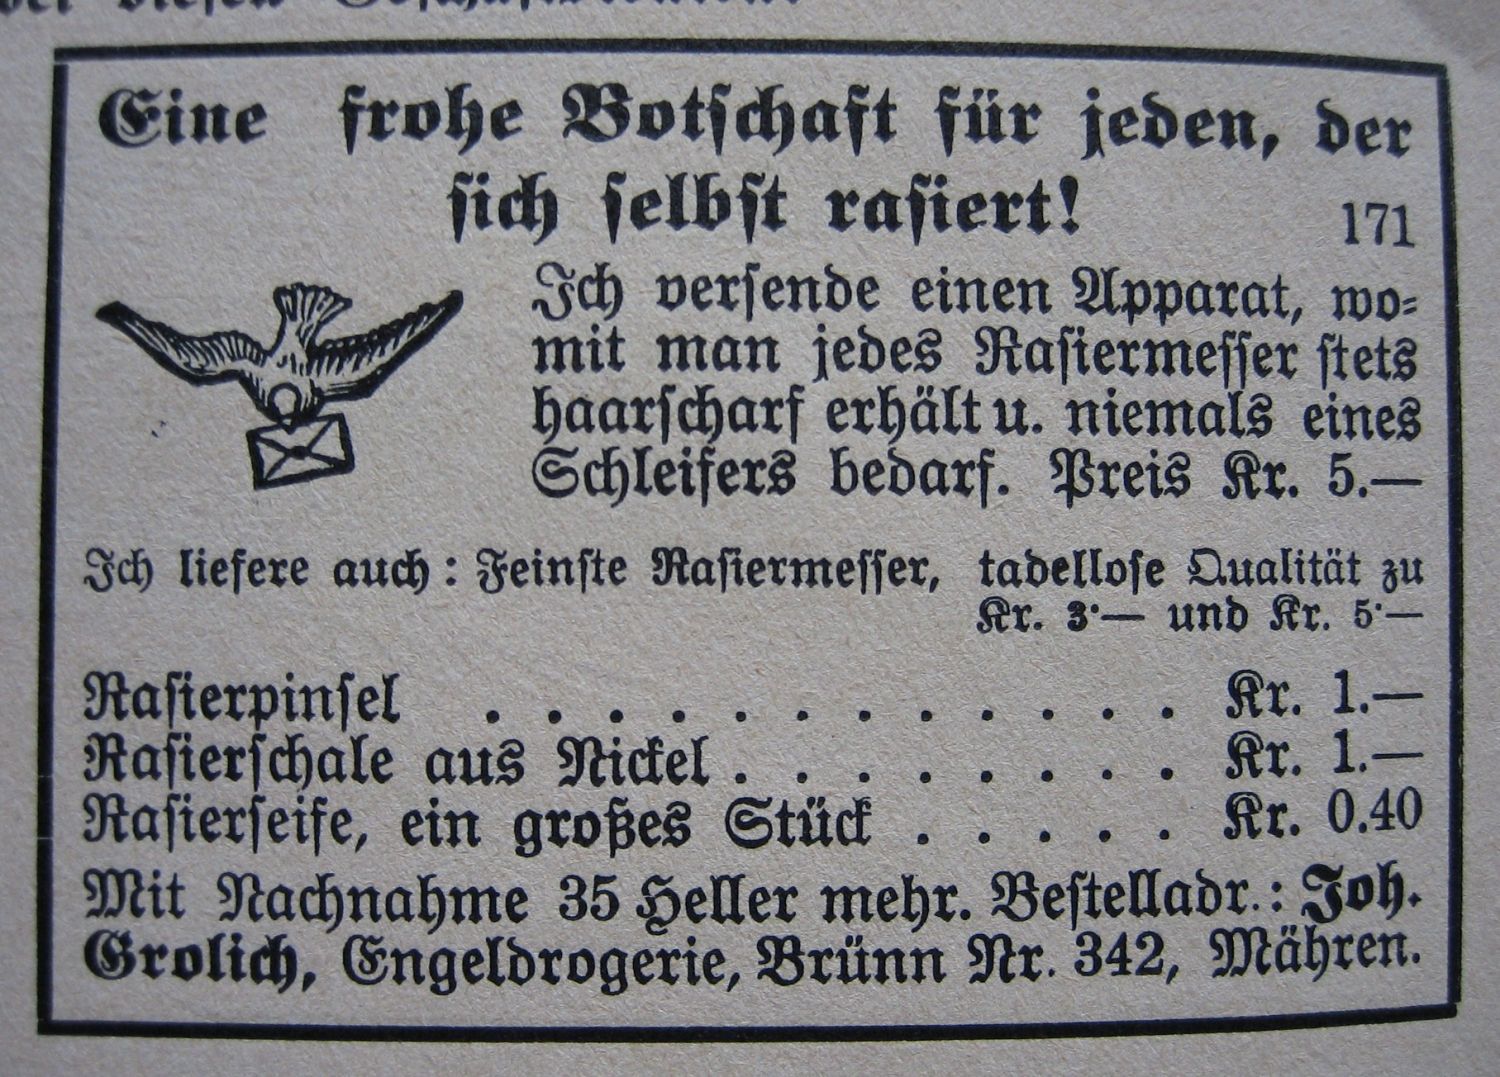 Eine frohe Botschaft für jeden, der
sich selbst rasiert!
171
Ich versende einen Apparat, wo-
mit man jedes Rasiermesser stets
haarscharf erhält u. niemals eines
Schleifers bedarf. Preis Kr. 5.—
Ich liefere auch: Feinste Rasiermesser, tadellose Qualität zu
Kr. 3·— und Kr. 5·—
Rasierpinsel . . . . . . . . . . . . Kr. 1.—
Rasierschale aus Nickel . . . . . . . . Kr. 1.—
Rasierseife, ein großes Stück . . . . . Kr. 0.40
Mit Nachnahme 35 Heller mehr. Bestelladr.: Joh.
Grolich, Engeldrogerie, Brünn Nr. 342, Mähren.